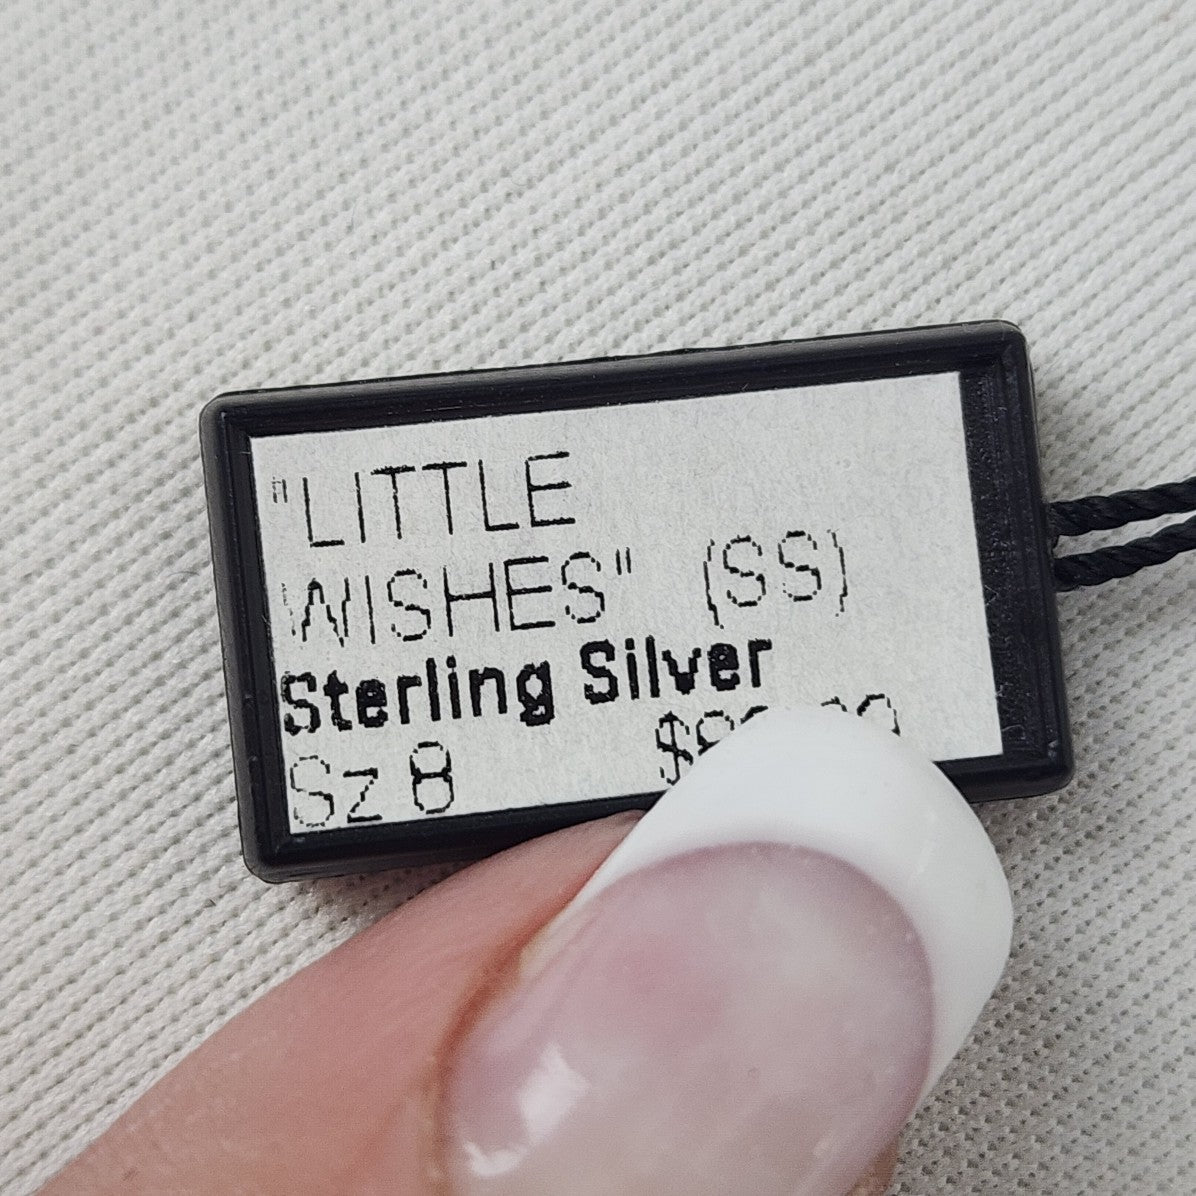 "LITTLE
WISHES" (SS)
Sterling Silver
Sz 8